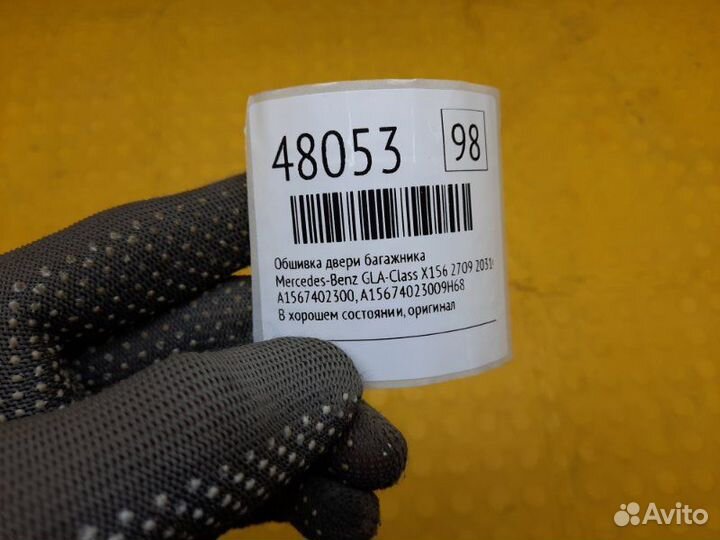 48053 98
Обшивка двери багажника
Mercedes-Benz GLA-Class X156 2709 2031
A1567402300, A15674023009H68
В хорошем состоянии, оригинал
Avito